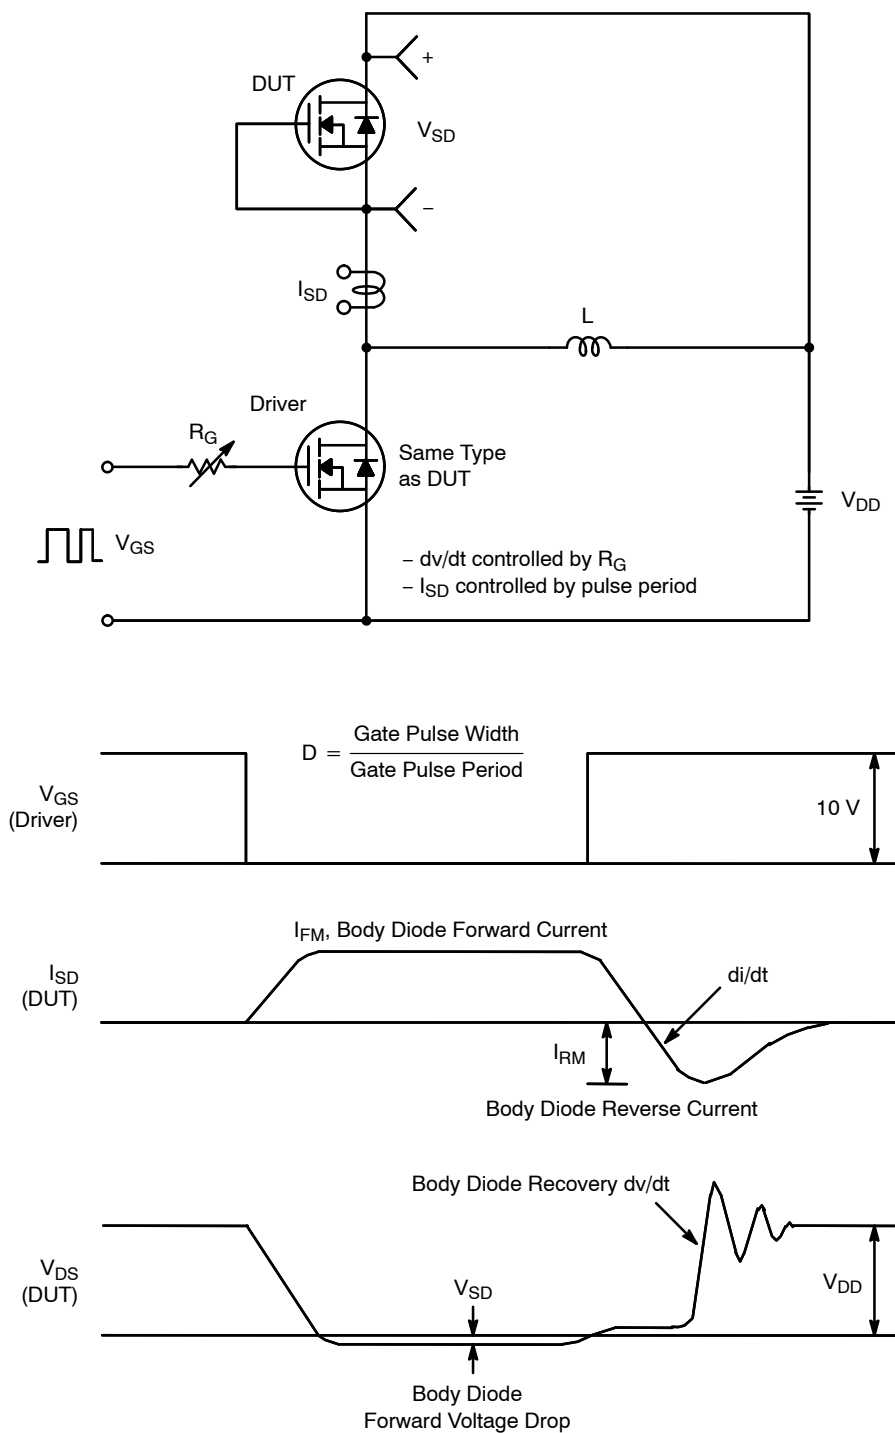 DUT
+
V_SD
−
I_SD
L
Driver
R_G
Same Type
as DUT
V_DD
V_GS
− dv/dt controlled by R_G
− I_SD controlled by pulse period
D = Gate Pulse Width / Gate Pulse Period
V_GS
(Driver)
10 V
I_FM, Body Diode Forward Current
I_SD
(DUT)
di/dt
I_RM
Body Diode Reverse Current
Body Diode Recovery dv/dt
V_DS
(DUT)
V_SD
V_DD
Body Diode
Forward Voltage Drop